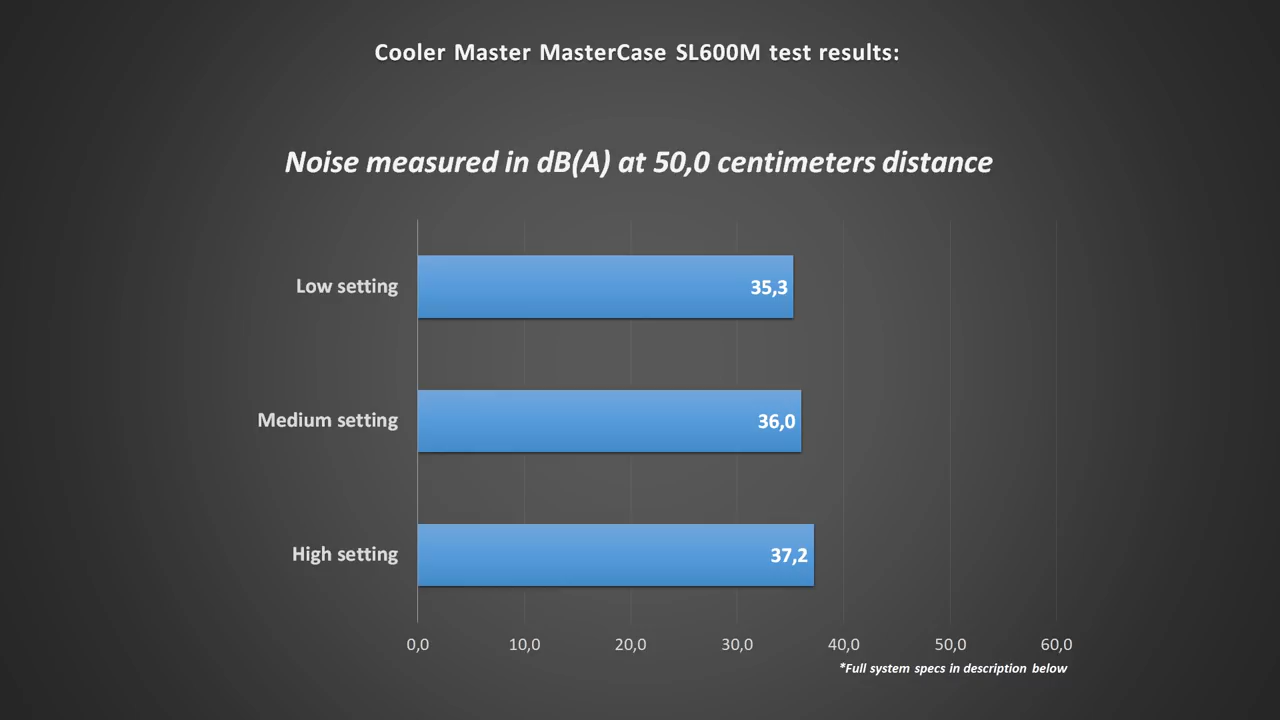 Cooler Master MasterCase SL600M test results:
Noise measured in dB(A) at 50,0 centimeters distance
Low setting 35,3
Medium setting 36,0
High setting 37,2
0,0 10,0 20,0 30,0 40,0 50,0 60,0
*Full system specs in description below